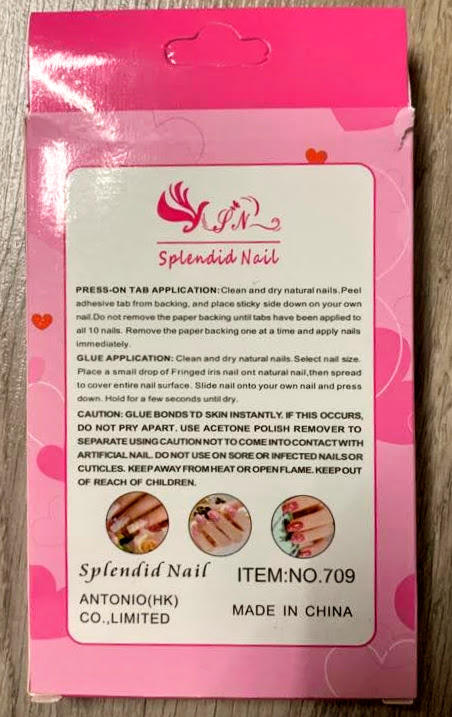 SN
Splendid Nail
PRESS-ON TAB APPLICATION: Clean and dry natural nails. Peel
adhesive tab from backing, and place sticky side down on your own
nail.Do not remove the paper backing until tabs have been applied to
all 10 nails. Remove the paper backing one at a time and apply nails
immediately.
GLUE APPLICATION: Clean and dry natural nails. Select nail size.
Place a small drop of Fringed iris nail ont natural nail,then spread
to cover entire nail surface. Slide nail onto your own nail and press
down. Hold for a few seconds until dry.
CAUTION: GLUE BONDS TD SKIN INSTANTLY. IF THIS OCCURS,
DO NOT PRY APART. USE ACETONE POLISH REMOVER TO
SEPARATE USING CAUTION NOT TO COME INTO CONTACT WITH
ARTIFICIAL NAIL. DO NOT USE ON SORE OR INFECTED NAILS OR
CUTICLES. KEEP AWAY FROM HEAT OR OPEN FLAME. KEEP OUT
OF REACH OF CHILDREN.
Splendid Nail
ITEM:NO.709
ANTONIO(HK)
CO.,LIMITED
MADE IN CHINA